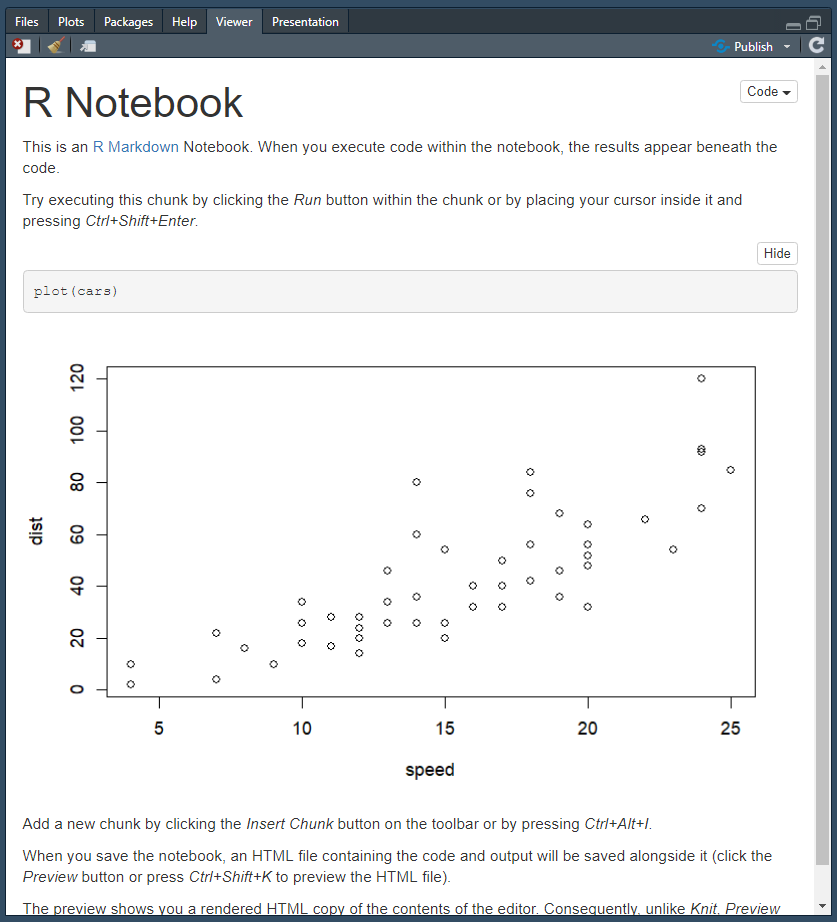 Files Plots Packages Help Viewer Presentation
Publish
R Notebook
Code
This is an R Markdown Notebook. When you execute code within the notebook, the results appear beneath the
code.
Try executing this chunk by clicking the Run button within the chunk or by placing your cursor inside it and
pressing Ctrl+Shift+Enter.
Hide
plot(cars)
120
100
80
60
40
20
0
dist
5 10 15 20 25
speed
Add a new chunk by clicking the Insert Chunk button on the toolbar or by pressing Ctrl+Alt+I.
When you save the notebook, an HTML file containing the code and output will be saved alongside it (click the
Preview button or press Ctrl+Shift+K to preview the HTML file).
The preview shows you a rendered HTML copy of the contents of the editor. Consequently, unlike Knit, Preview